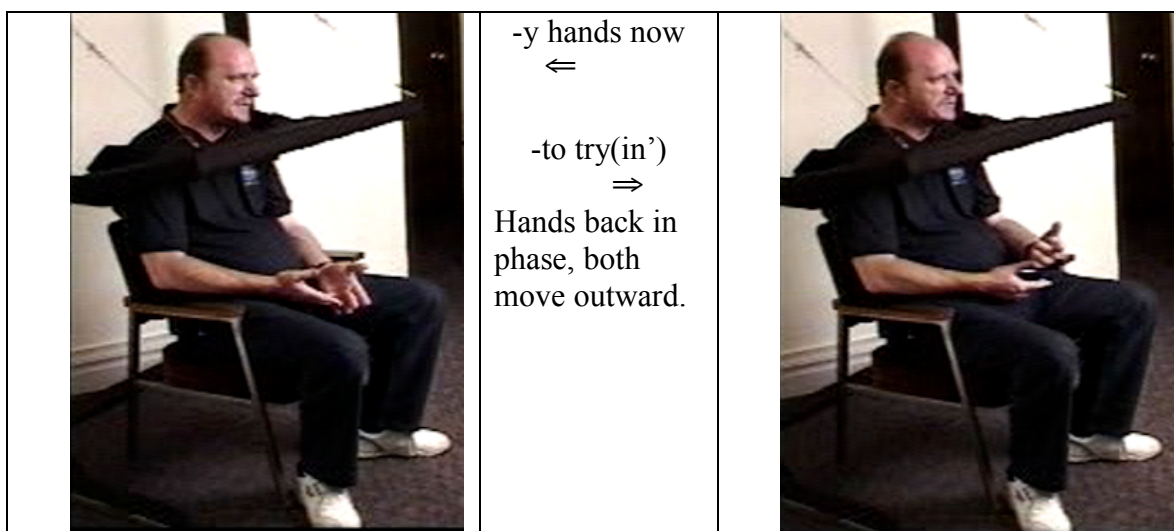 -y hands now
⇐
-to try(in’)
⇒
Hands back in
phase, both
move outward.